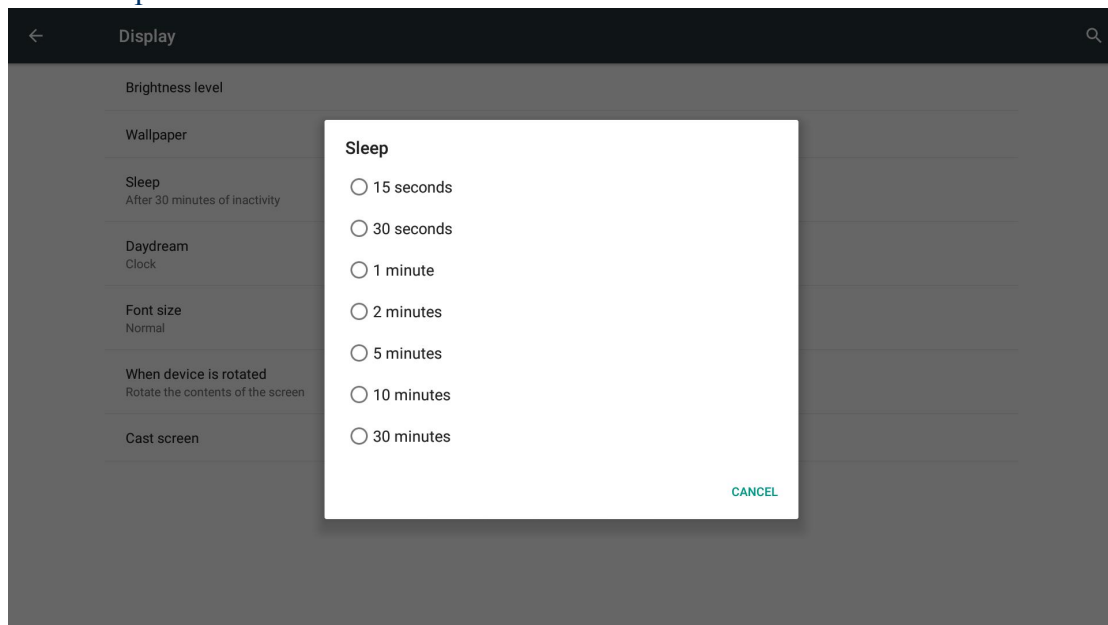 Display
Brightness level
Wallpaper
Sleep
After 30 minutes of inactivity
Daydream
Clock
Font size
Normal
When device is rotated
Rotate the contents of the screen
Cast screen
Sleep
15 seconds
30 seconds
1 minute
2 minutes
5 minutes
10 minutes
30 minutes
CANCEL